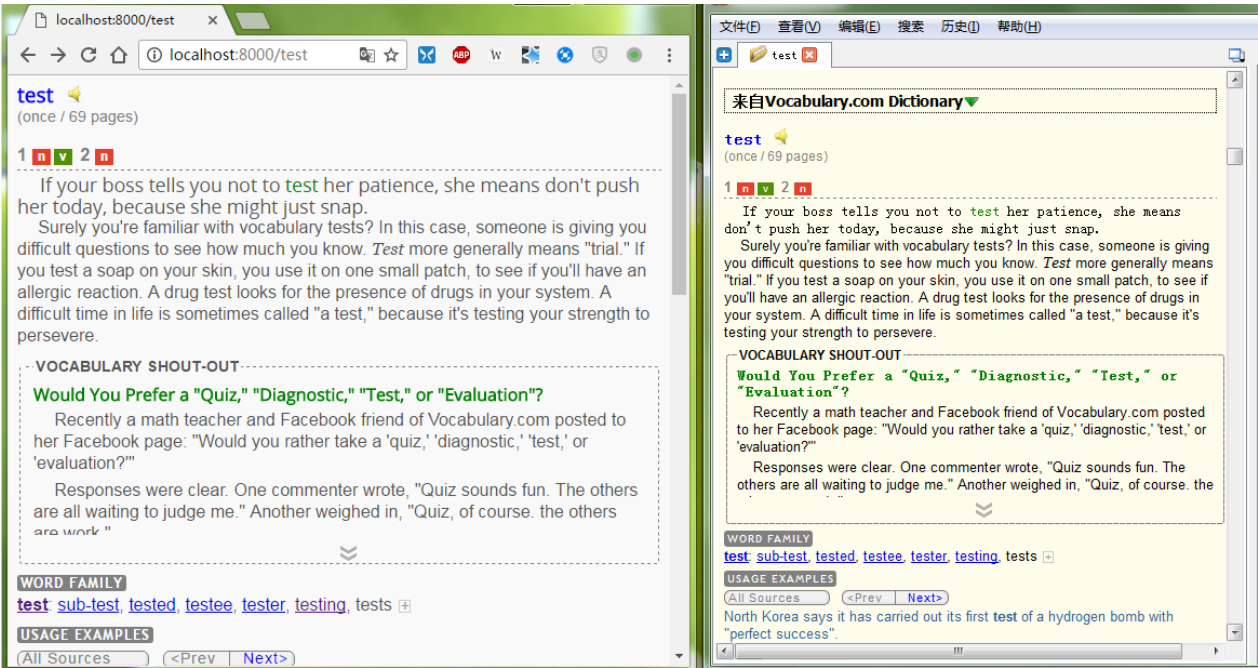 localhost:8000/test
localhost:8000/test
ABP
W
test
(once / 69 pages)
1 n v 2 n
If your boss tells you not to test her patience, she means don't push
her today, because she might just snap.
Surely you're familiar with vocabulary tests? In this case, someone is giving you
difficult questions to see how much you know. Test more generally means "trial." If
you test a soap on your skin, you use it on one small patch, to see if you'll have an
allergic reaction. A drug test looks for the presence of drugs in your system. A
difficult time in life is sometimes called "a test," because it's testing your strength to
persevere.
VOCABULARY SHOUT-OUT
Would You Prefer a "Quiz," "Diagnostic," "Test," or "Evaluation"?
Recently a math teacher and Facebook friend of Vocabulary.com posted to
her Facebook page: "Would you rather take a 'quiz,' 'diagnostic,' 'test,' or
'evaluation?'"
Responses were clear. One commenter wrote, "Quiz sounds fun. The others
are all waiting to judge me." Another weighed in, "Quiz, of course. the others
are work."
WORD FAMILY
test: sub-test, tested, testee, tester, testing, tests
USAGE EXAMPLES
(All Sources ) (<Prev | Next>)
文件(F) 查看(V) 编辑(E) 搜索 历史(I) 帮助(H)
test
来自Vocabulary.com Dictionary
test
(once / 69 pages)
1 n v 2 n
If your boss tells you not to test her patience, she means
don't push her today, because she might just snap.
Surely you're familiar with vocabulary tests? In this case, someone is giving
you difficult questions to see how much you know. Test more generally means
"trial." If you test a soap on your skin, you use it on one small patch, to see if
you'll have an allergic reaction. A drug test looks for the presence of drugs in
your system. A difficult time in life is sometimes called "a test," because it's
testing your strength to persevere.
VOCABULARY SHOUT-OUT
Would You Prefer a "Quiz," "Diagnostic," "Test," or
"Evaluation"?
Recently a math teacher and Facebook friend of Vocabulary.com posted
to her Facebook page: "Would you rather take a 'quiz,' 'diagnostic,' 'test,' or
'evaluation?'"
Responses were clear. One commenter wrote, "Quiz sounds fun. The
others are all waiting to judge me." Another weighed in, "Quiz, of course. the
WORD FAMILY
test: sub-test, tested, testee, tester, testing, tests
USAGE EXAMPLES
(All Sources ) (<Prev | Next>)
North Korea says it has carried out its first test of a hydrogen bomb with
"perfect success".